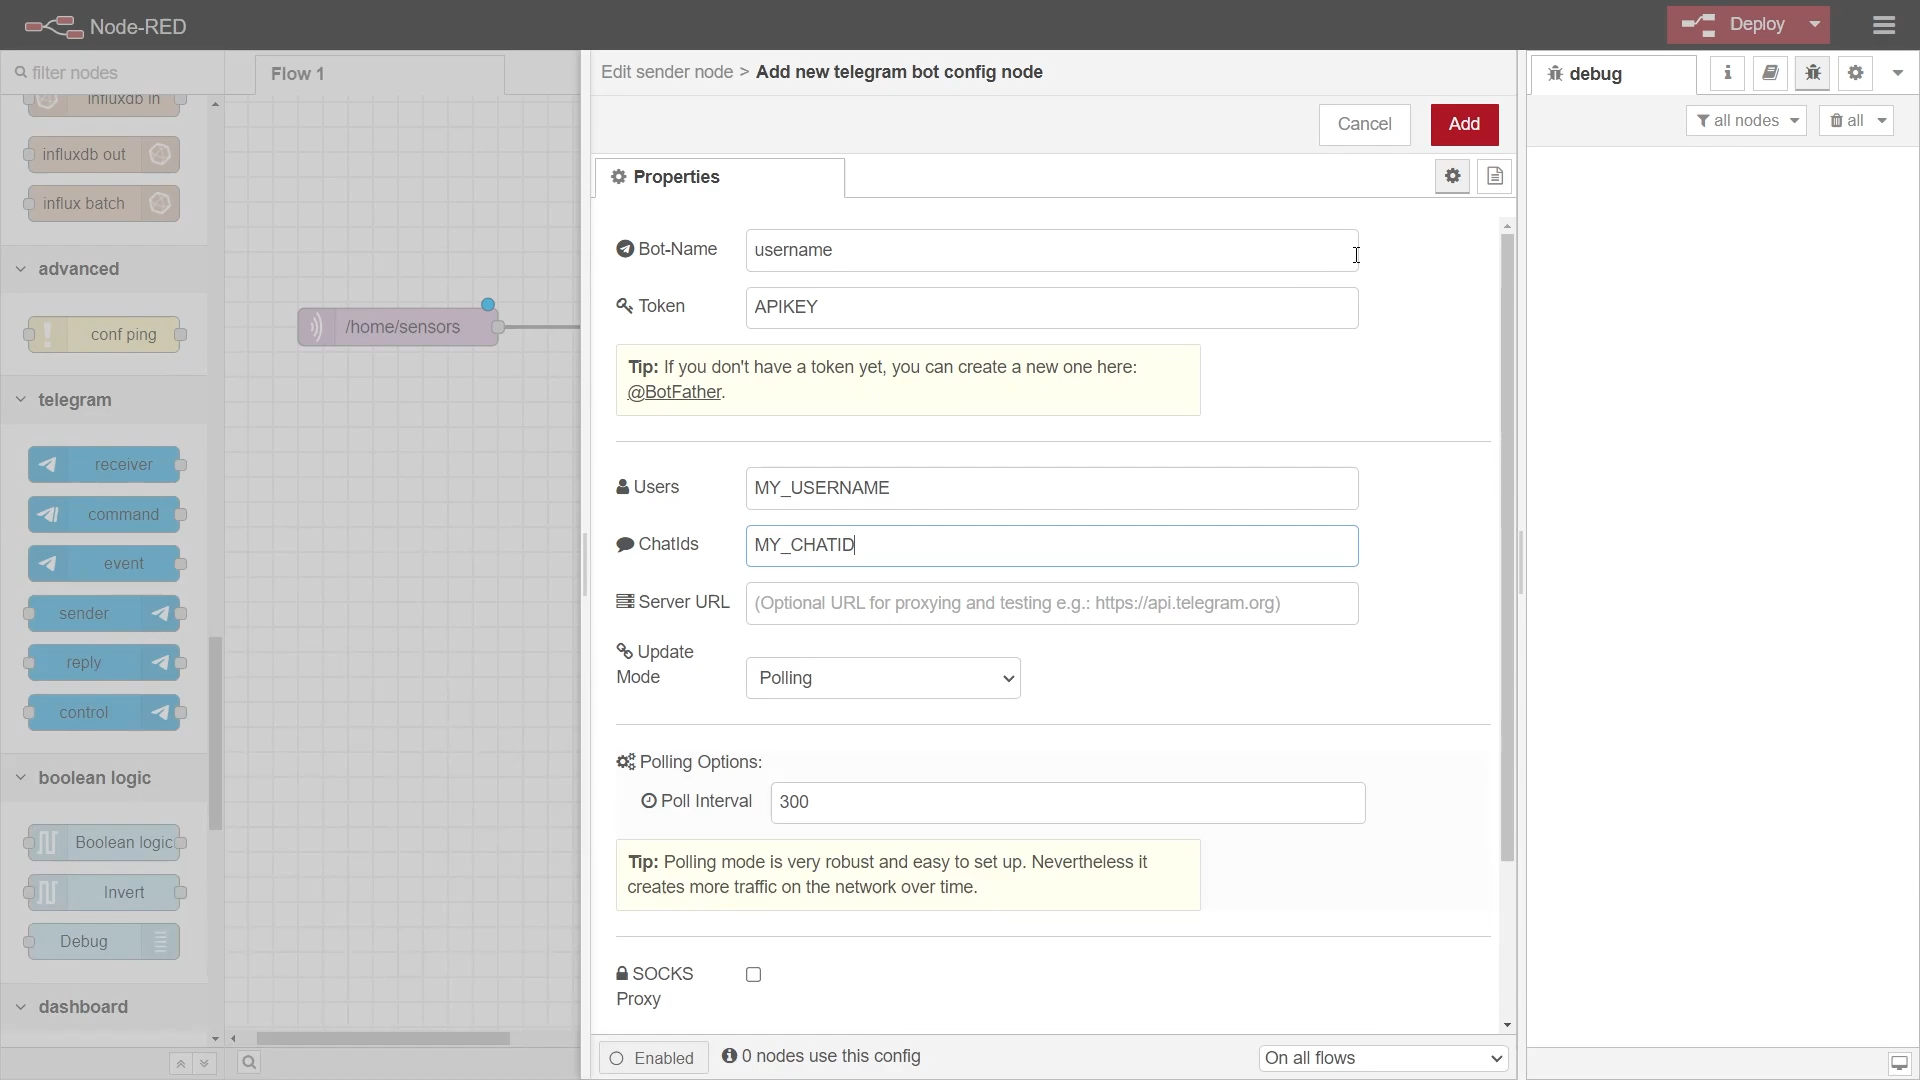 Node-RED
Deploy
filter nodes
Flow 1
Edit sender node > Add new telegram bot config node
debug
Cancel
Add
all nodes
all
influxdb in
influxdb out
influx batch
Properties
advanced
conf ping
telegram
receiver
command
event
sender
reply
control
boolean logic
Boolean logic
Invert
Debug
dashboard
/home/sensors
Bot-Name
username
Token
APIKEY
Tip: If you don't have a token yet, you can create a new one here:
@BotFather.
Users
MY_USERNAME
ChatIds
MY_CHATID
Server URL
(Optional URL for proxying and testing e.g.: https://api.telegram.org)
Update
Mode
Polling
Polling Options:
Poll Interval
300
Tip: Polling mode is very robust and easy to set up. Nevertheless it
creates more traffic on the network over time.
SOCKS
Proxy
Enabled
0 nodes use this config
On all flows